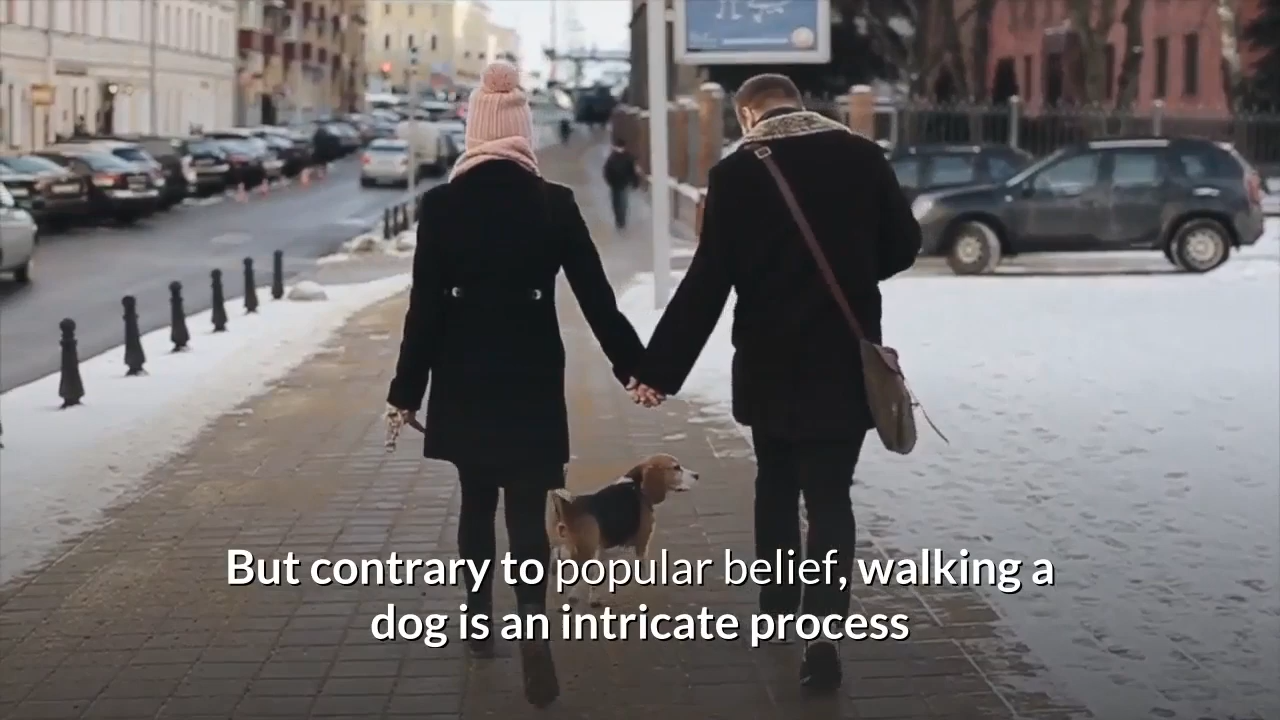 But contrary to popular belief, walking a
dog is an intricate process